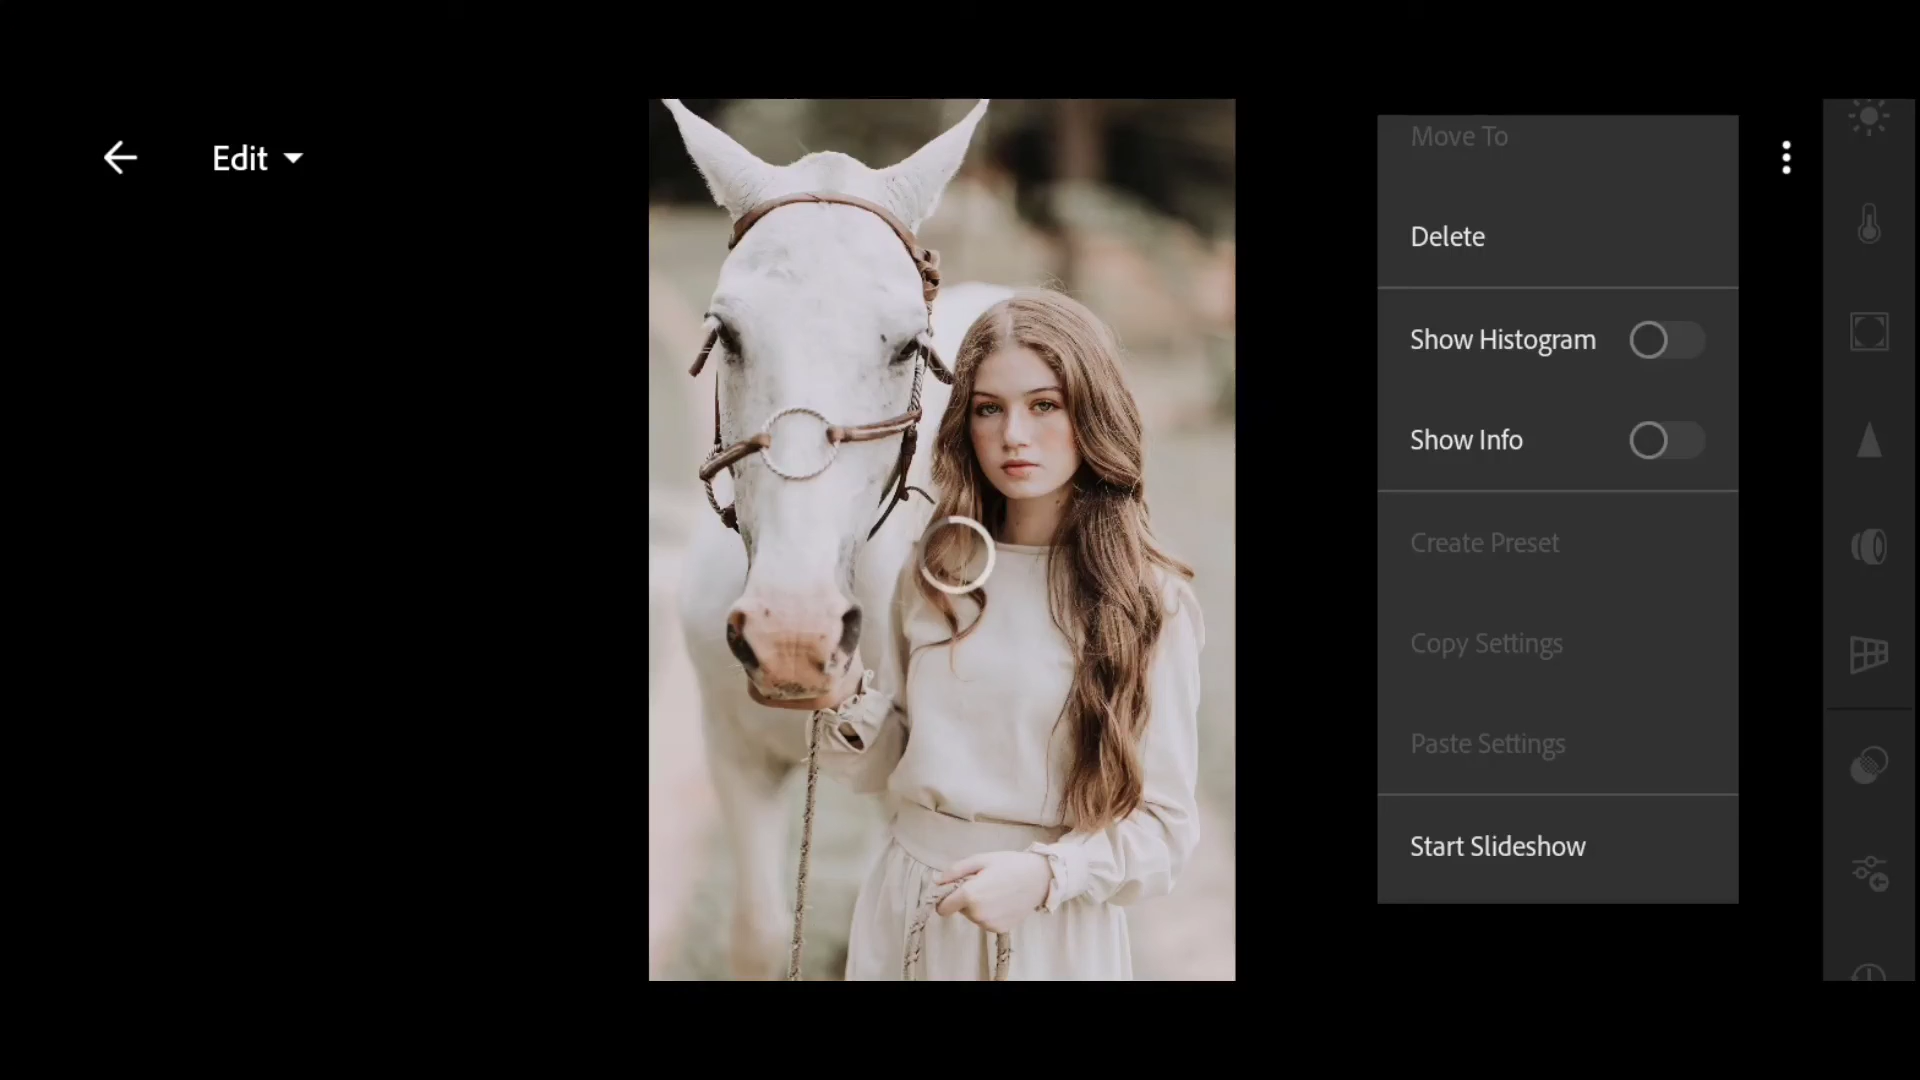 Edit
Move To
Delete
Show Histogram
Show Info
Create Preset
Copy Settings
Paste Settings
Start Slideshow